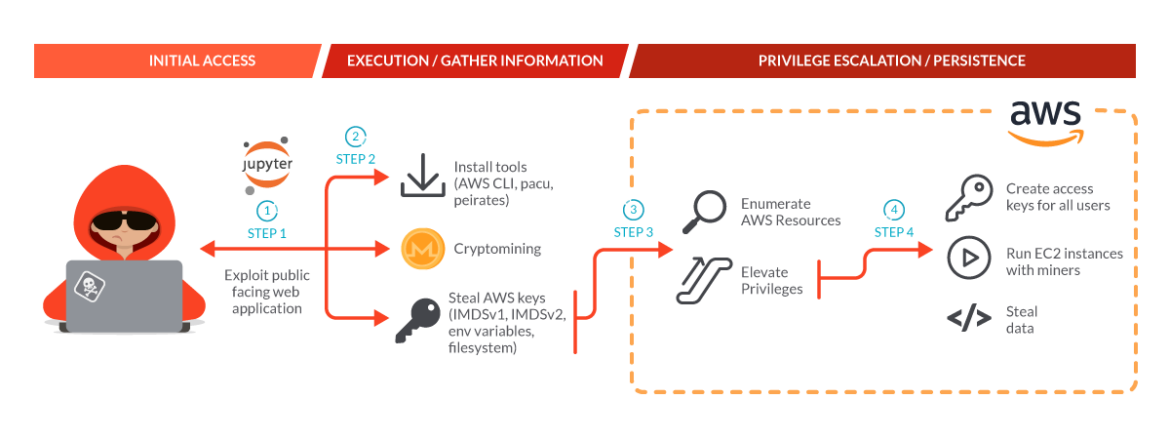 INITIAL ACCESS
EXECUTION / GATHER INFORMATION
PRIVILEGE ESCALATION / PERSISTENCE
jupyter
1
STEP 1
Exploit public
facing web
application
2
STEP 2
Install tools
(AWS CLI, pacu,
peirates)
Cryptomining
Steal AWS keys
(IMDSv1, IMDSv2,
env variables,
filesystem)
3
STEP 3
aws
Enumerate
AWS Resources
Elevate
Privileges
4
STEP 4
Create access
keys for all users
Run EC2 instances
with miners
</>
Steal
data